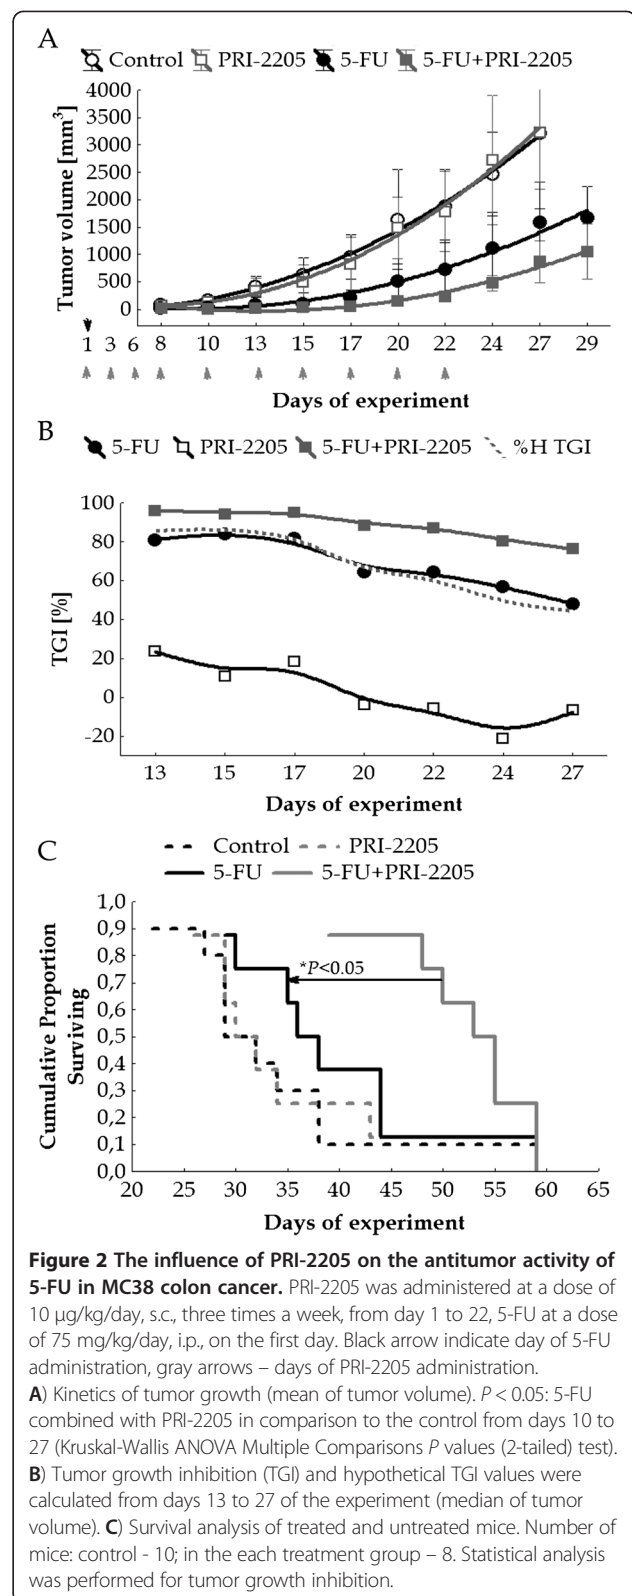 A
Control PRI-2205 5-FU 5-FU+PRI-2205
Tumor volume [mm³]
4000
3500
3000
2500
2000
1500
1000
500
0
1 3 6 8 10 13 15 17 20 22 24 27 29
Days of experiment
B
5-FU PRI-2205 5-FU+PRI-2205 %H TGI
TGI [%]
100
80
60
40
20
0
-20
13 15 17 20 22 24 27
Days of experiment
C
Control PRI-2205
5-FU 5-FU+PRI-2205
Cumulative Proportion
Surviving
1,0
0,9
0,8
0,7
0,6
0,5
0,4
0,3
0,2
0,1
0,0
*P<0.05
20 25 30 35 40 45 50 55 60 65
Days of experiment
Figure 2 The influence of PRI-2205 on the antitumor activity of
5-FU in MC38 colon cancer. PRI-2205 was administered at a dose of
10 μg/kg/day, s.c., three times a week, from day 1 to 22, 5-FU at a dose
of 75 mg/kg/day, i.p., on the first day. Black arrow indicate day of 5-FU
administration, gray arrows – days of PRI-2205 administration.
A) Kinetics of tumor growth (mean of tumor volume). P < 0.05: 5-FU
combined with PRI-2205 in comparison to the control from days 10 to
27 (Kruskal-Wallis ANOVA Multiple Comparisons P values (2-tailed) test).
B) Tumor growth inhibition (TGI) and hypothetical TGI values were
calculated from days 13 to 27 of the experiment (median of tumor
volume). C) Survival analysis of treated and untreated mice. Number of
mice: control - 10; in the each treatment group – 8. Statistical analysis
was performed for tumor growth inhibition.